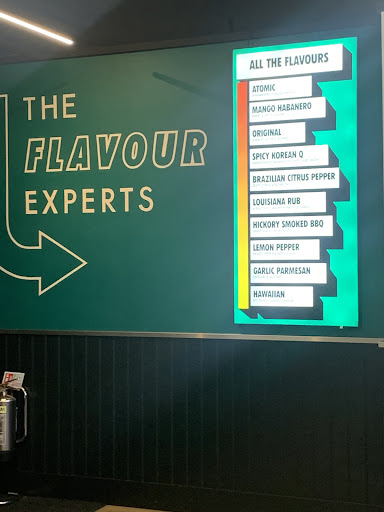 THE
FLAVOUR
EXPERTS
ALL THE FLAVOURS
ATOMIC
MANGO HABANERO
ORIGINAL
SPICY KOREAN Q
BRAZILIAN CITRUS PEPPER
LOUISIANA RUB
HICKORY SMOKED BBQ
LEMON PEPPER
GARLIC PARMESAN
HAWAIIAN